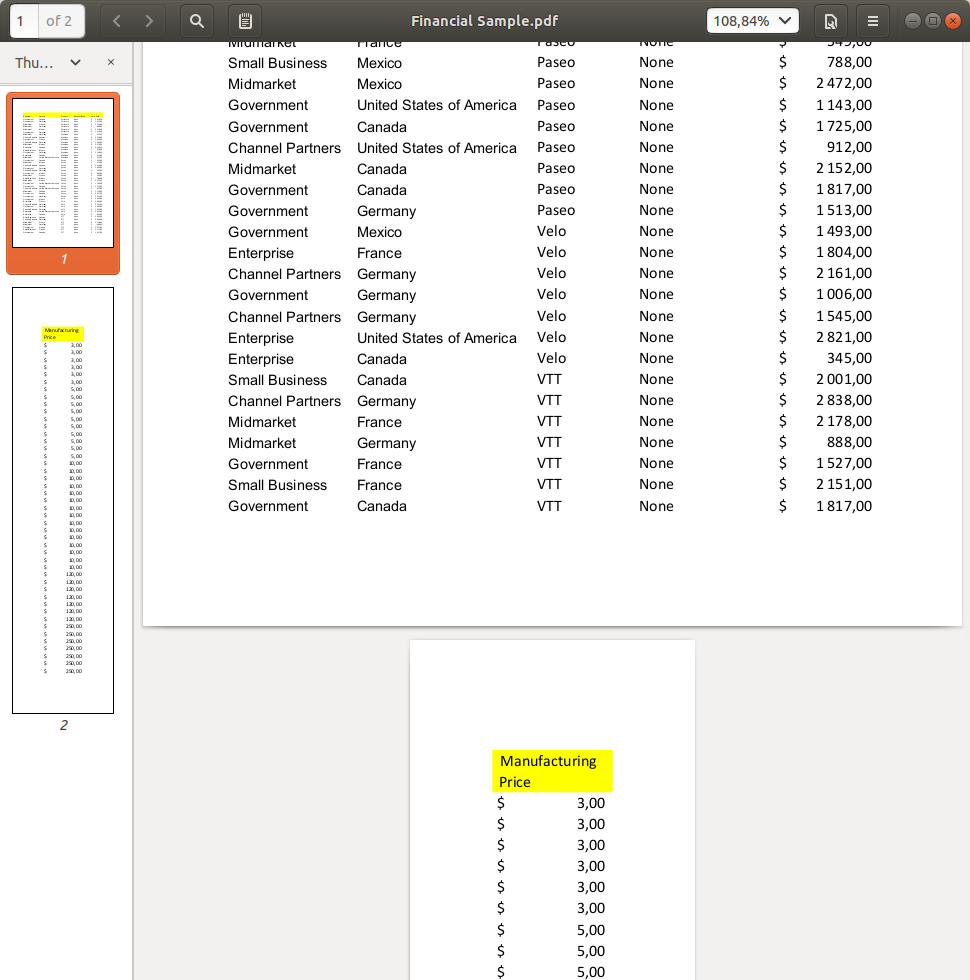 1 of 2 Financial Sample.pdf 108,84%
Thu…
1
2
Midmarket France Paseo None $ 549,00
Small Business Mexico Paseo None $ 788,00
Midmarket Mexico Paseo None $ 2 472,00
Government United States of America Paseo None $ 1 143,00
Government Canada Paseo None $ 1 725,00
Channel Partners United States of America Paseo None $ 912,00
Midmarket Canada Paseo None $ 2 152,00
Government Canada Paseo None $ 1 817,00
Government Germany Paseo None $ 1 513,00
Government Mexico Velo None $ 1 493,00
Enterprise France Velo None $ 1 804,00
Channel Partners Germany Velo None $ 2 161,00
Government Germany Velo None $ 1 006,00
Channel Partners Germany Velo None $ 1 545,00
Enterprise United States of America Velo None $ 2 821,00
Enterprise Canada Velo None $ 345,00
Small Business Canada VTT None $ 2 001,00
Channel Partners Germany VTT None $ 2 838,00
Midmarket France VTT None $ 2 178,00
Midmarket Germany VTT None $ 888,00
Government France VTT None $ 1 527,00
Small Business France VTT None $ 2 151,00
Government Canada VTT None $ 1 817,00
Manufacturing
Price
$ 3,00
$ 3,00
$ 3,00
$ 3,00
$ 3,00
$ 3,00
$ 5,00
$ 5,00
$ 5,00